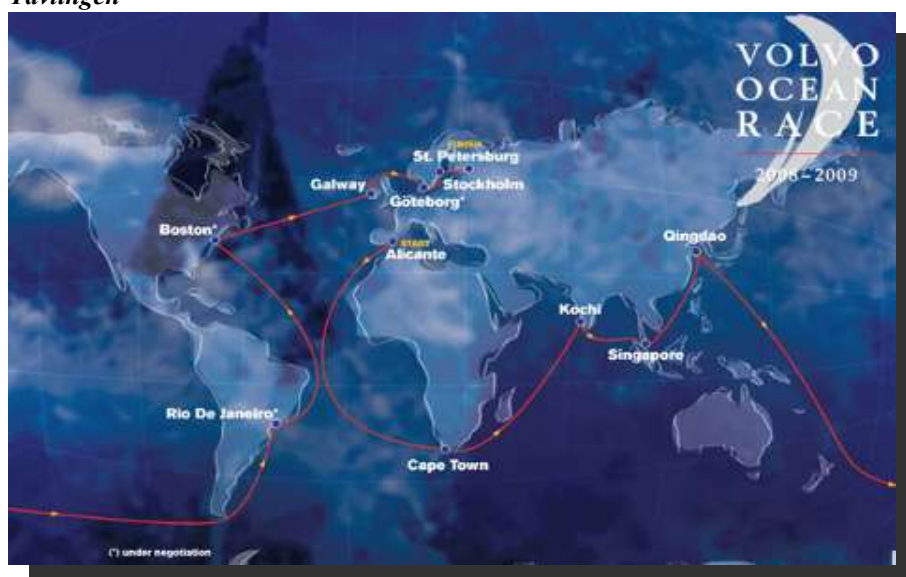 Tävlingen
VOLVO
OCEAN
RACE
2008–2009
FINISH
St. Petersburg
Galway
Stockholm
Göteborg*
Boston*
START
Alicante
Qingdao
Kochi
Singapore
Rio De Janeiro*
Cape Town
(*) under negotiation